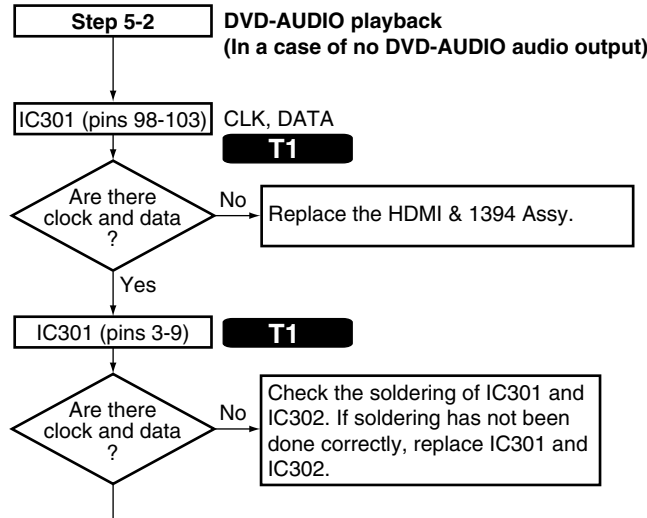 Step 5-2
DVD-AUDIO playback
(In a case of no DVD-AUDIO audio output)
IC301 (pins 98-103)
CLK, DATA
T1
Are there
clock and data
?
No
Replace the HDMI & 1394 Assy.
Yes
IC301 (pins 3-9)
T1
Are there
clock and data
?
No
Check the soldering of IC301 and
IC302. If soldering has not been
done correctly, replace IC301 and
IC302.